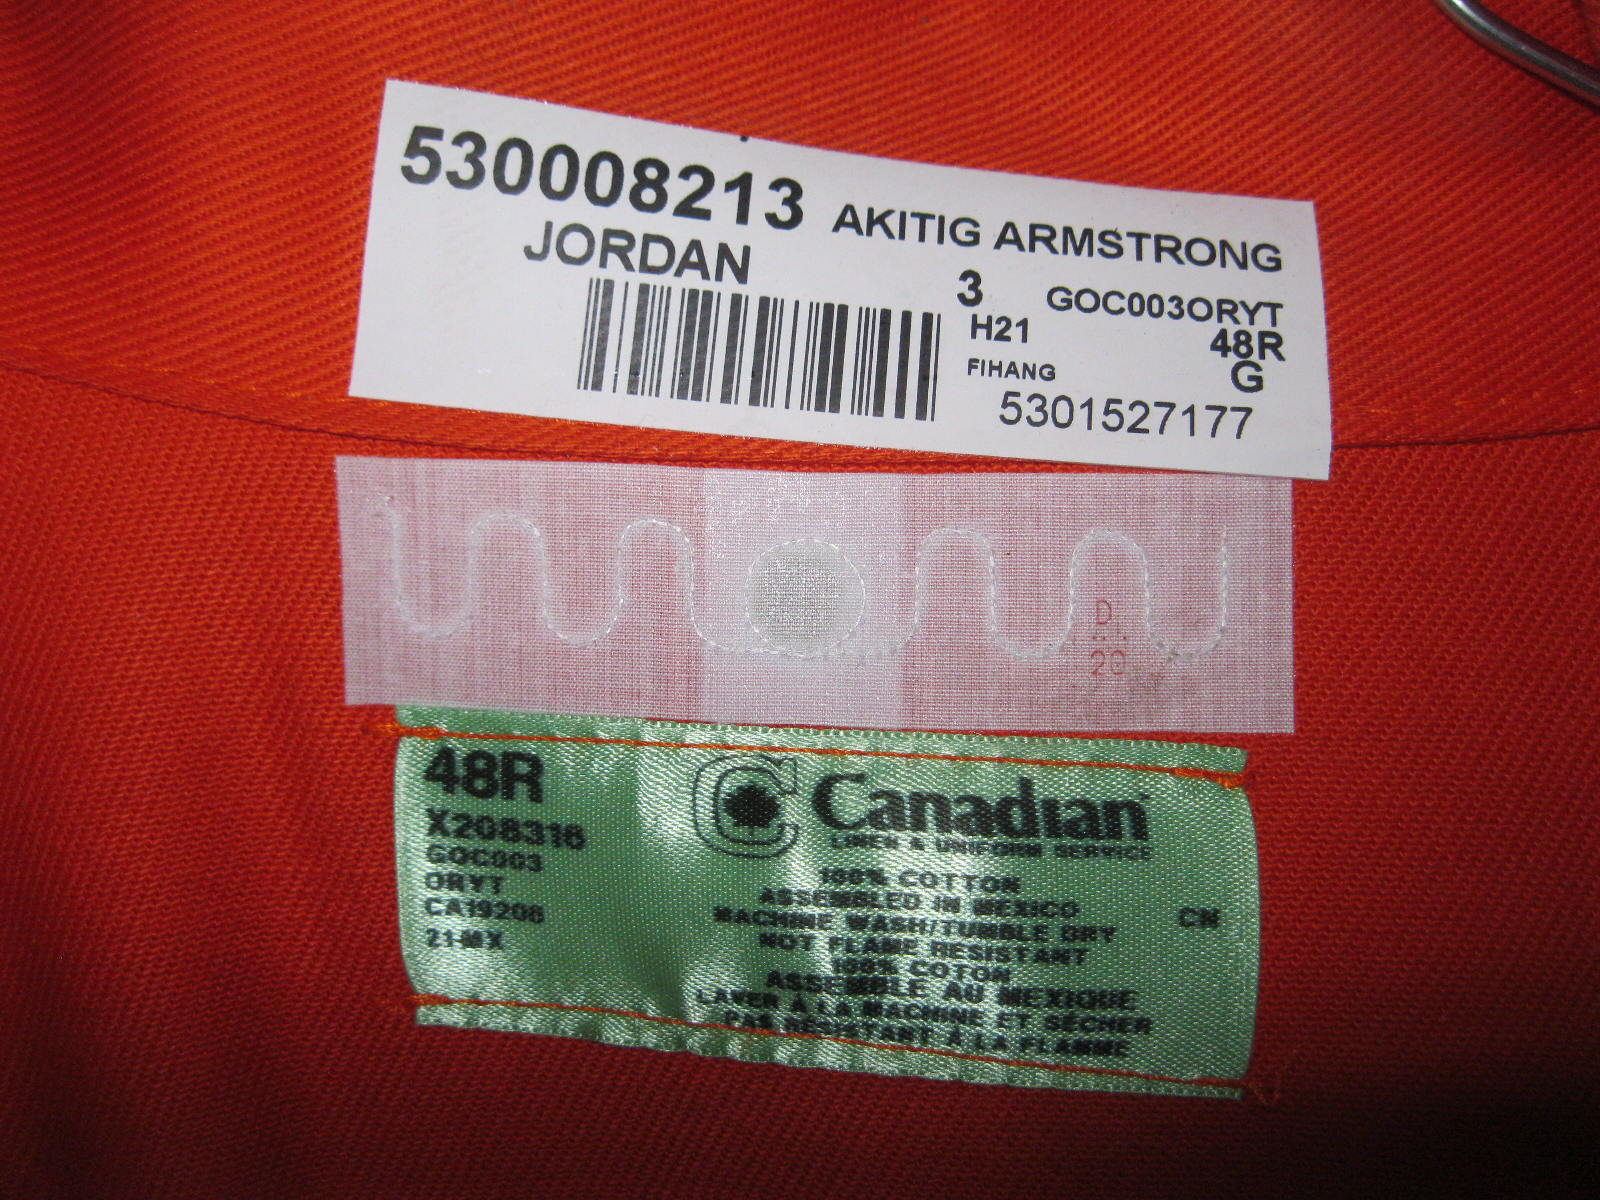 530008213 AKITIG ARMSTRONG
JORDAN
3 GOC003ORYT
H21 48R
FIHANG G
5301527177
D
20
48R
X208316
GOC003
ORYT
CA19208
21-MX
Canadian
LINEN & UNIFORM SERVICE
100% COTTON
ASSEMBLED IN MEXICO
MACHINE WASH/TUMBLE DRY
NOT FLAME RESISTANT
100% COTON
ASSEMBLE AU MEXIQUE
LAVER À LA MACHINE ET SÉCHER
PAS RÉSISTANT À LA FLAMME
CN